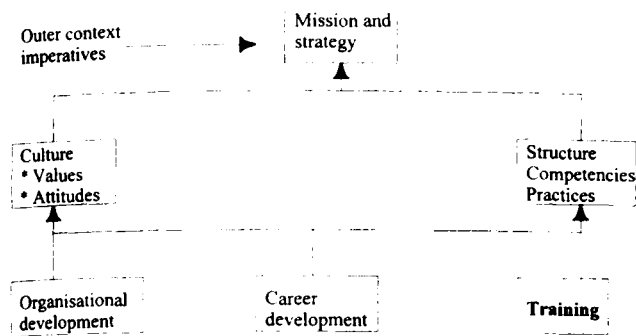 Outer context
imperatives
Mission and
strategy
Culture
* Values
* Attitudes
Structure
Competencies
Practices
Organisational
development
Career
development
Training